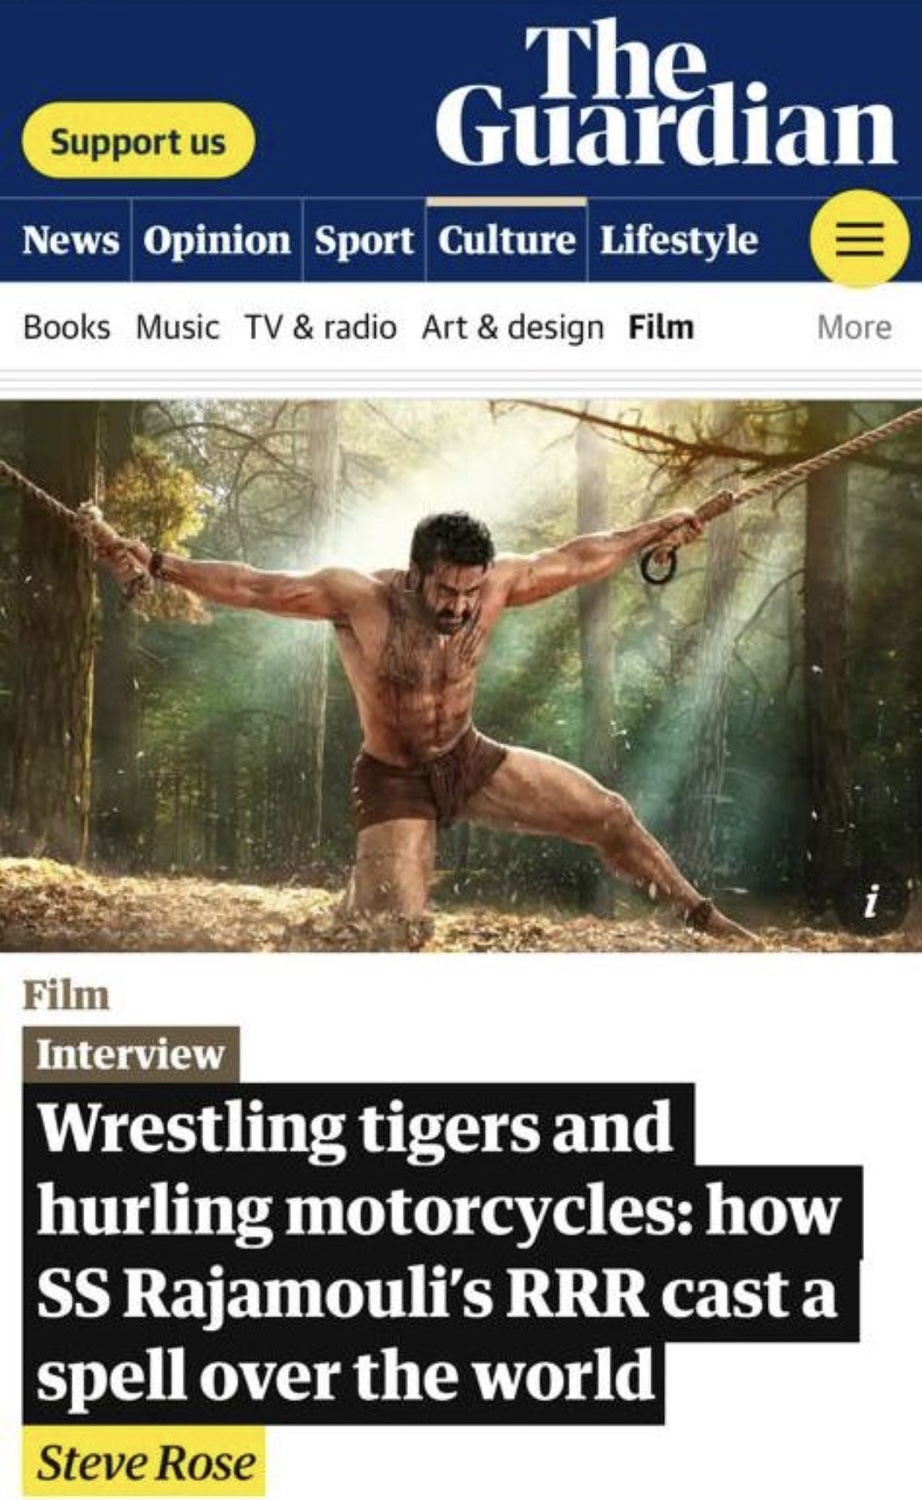 The
Guardian
Support us
News Opinion Sport Culture Lifestyle
Books Music TV & radio Art & design Film More
i
Film
Interview
Wrestling tigers and
hurling motorcycles: how
SS Rajamouli’s RRR cast a
spell over the world
Steve Rose